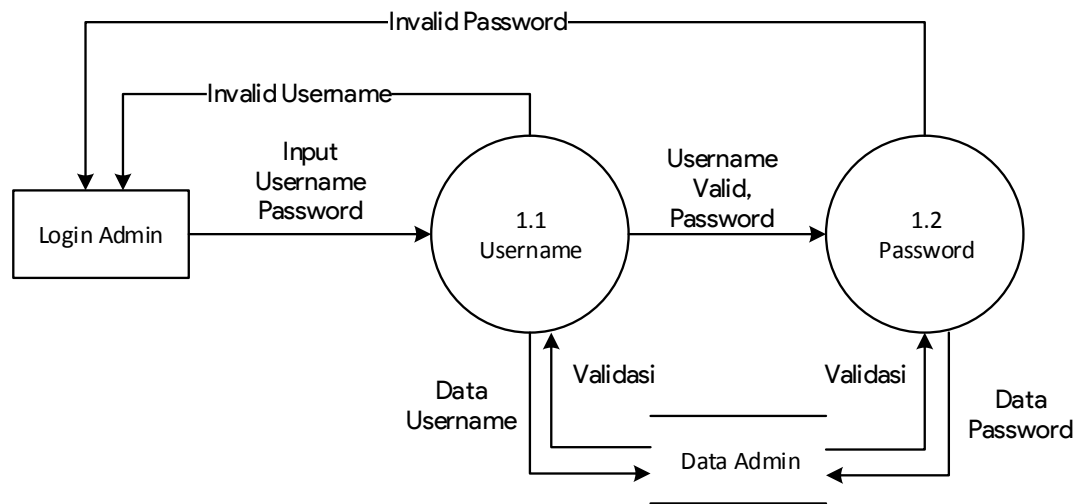 Invalid Password
Invalid Username
Input
Username
Password
Username
Valid,
Password
Login Admin
1.1
Username
1.2
Password
Validasi
Validasi
Data
Username
Data
Password
Data Admin